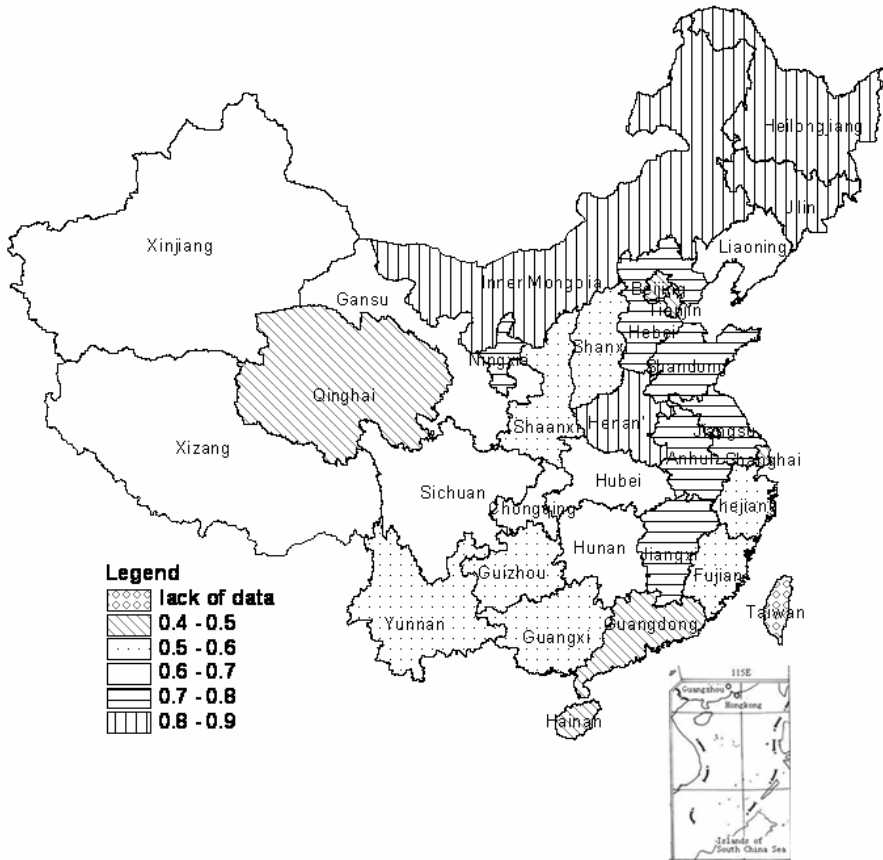 Heilongjiang
Jilin
Xinjiang
Liaoning
Inner Mongolia
Gansu
Beijing
Tianjin
Hebei
Ningxia
Shanxi
Shandong
Qinghai
Shaanxi
Henan'
Jiangsu
Xizang
Anhui
Shanghai
Hubei
Sichuan
Chongqing
hejiang
Hunan
Jiangxi
Guizhou
Fujian
Yunnan
Guangxi
Guangdong
Taiwan
Hainan
Legend
lack of data
0.4 - 0.5
0.5 - 0.6
0.6 - 0.7
0.7 - 0.8
0.8 - 0.9
115E
Guangzhou
Hongkong
Islands of
South China Sea